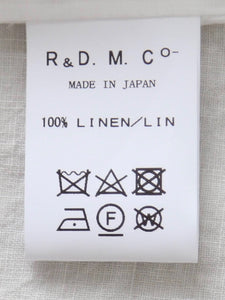 R & D. M. Co-
MADE IN JAPAN
100% LINEN/LIN
F W